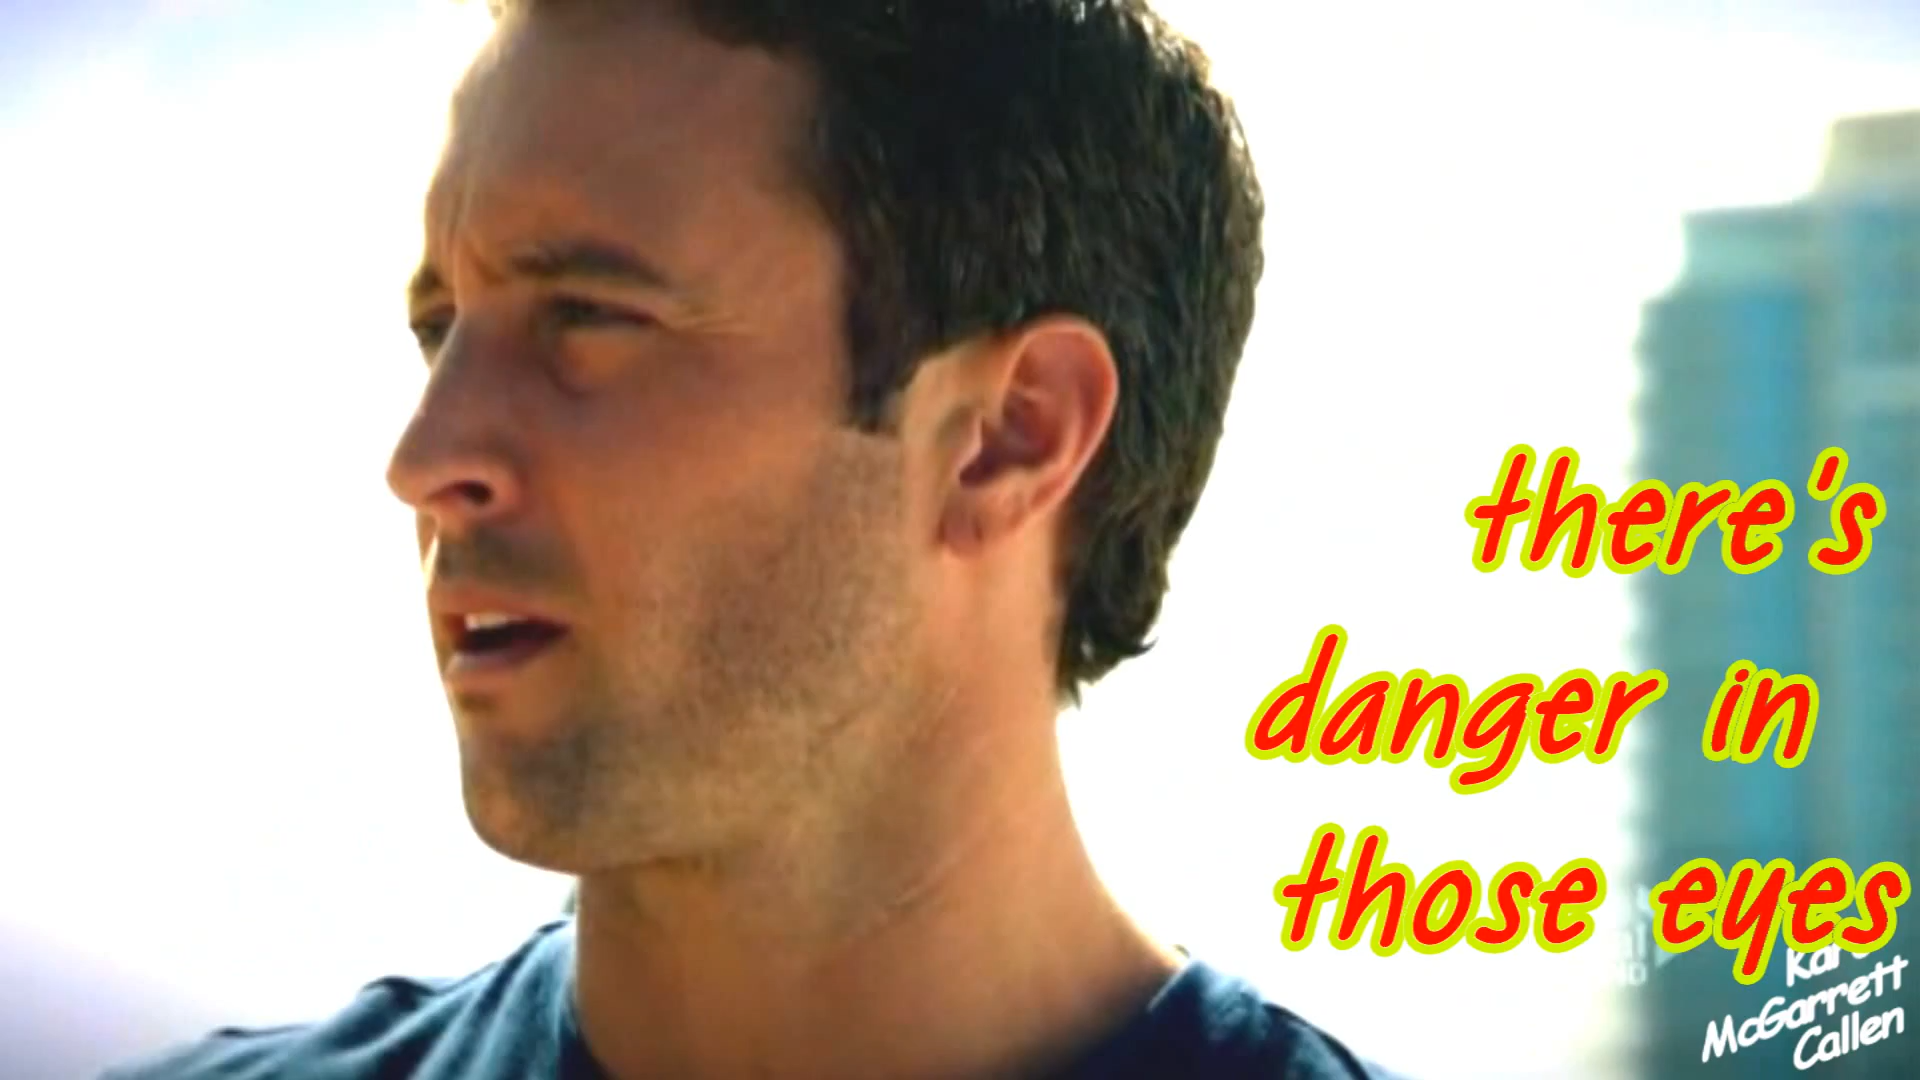 there's
danger in
those eyes
McGarrett
Callen